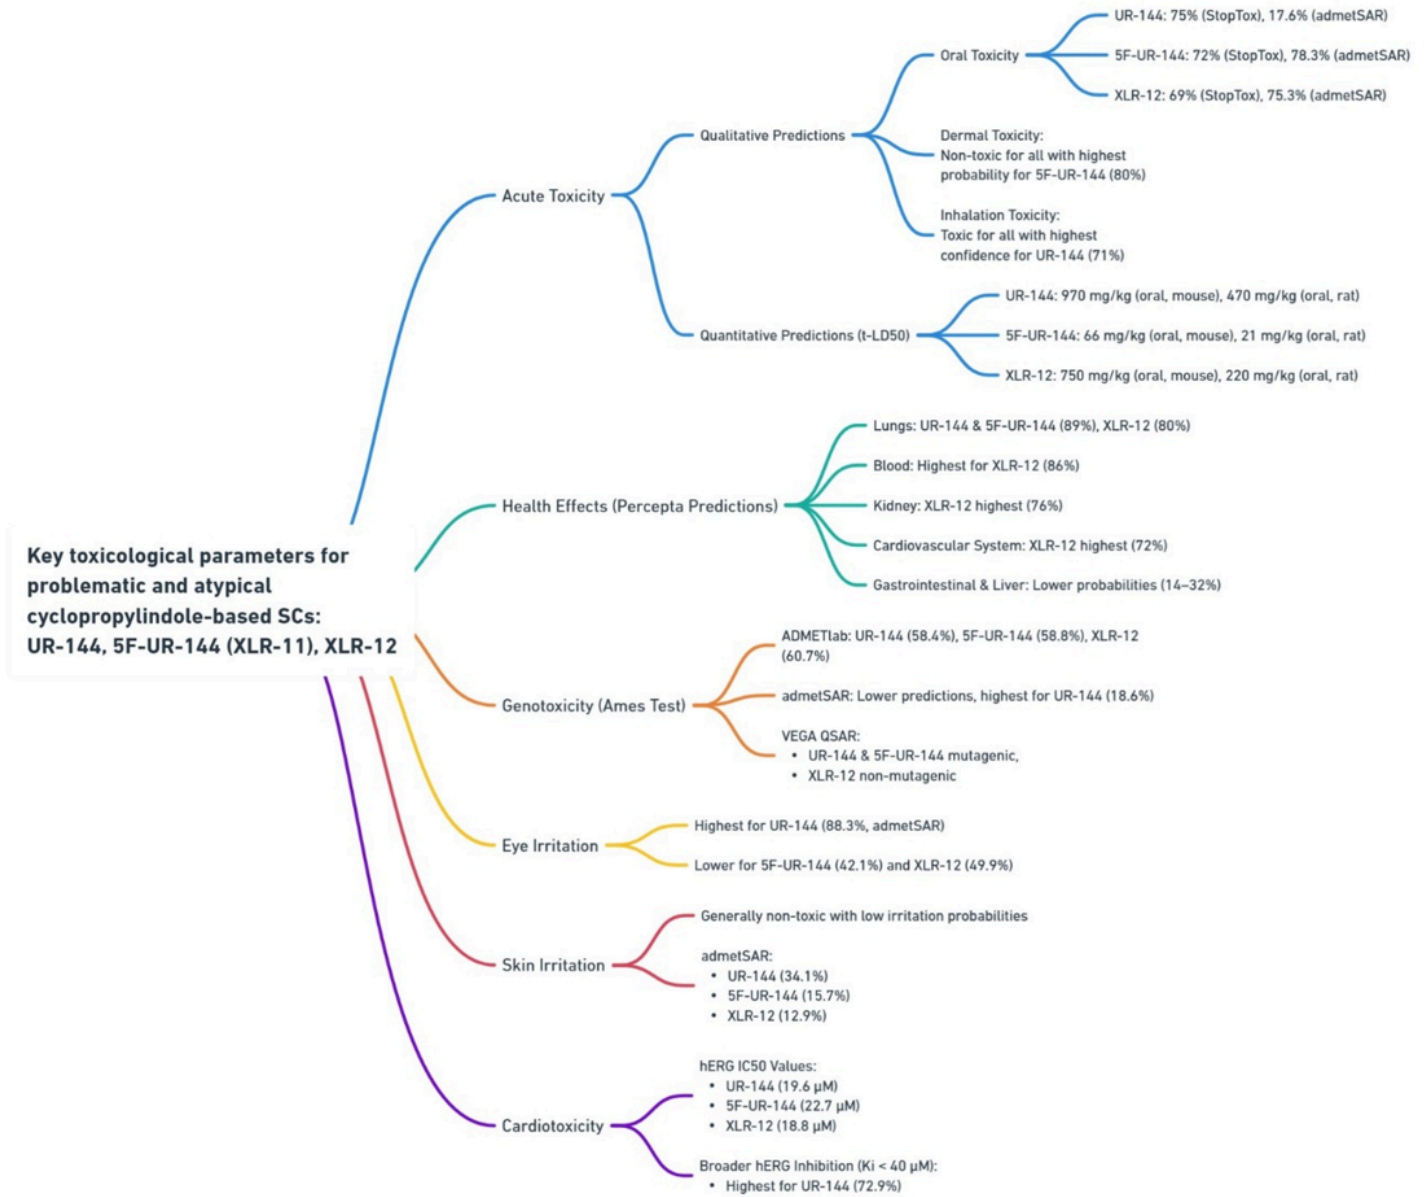 Key toxicological parameters for
problematic and atypical
cyclopropylindole-based SCs:
UR-144, 5F-UR-144 (XLR-11), XLR-12
Acute Toxicity
Qualitative Predictions
Oral Toxicity
UR-144: 75% (StopTox), 17.6% (admetSAR)
5F-UR-144: 72% (StopTox), 78.3% (admetSAR)
XLR-12: 69% (StopTox), 75.3% (admetSAR)
Dermal Toxicity:
Non-toxic for all with highest
probability for 5F-UR-144 (80%)
Inhalation Toxicity:
Toxic for all with highest
confidence for UR-144 (71%)
Quantitative Predictions (t-LD50)
UR-144: 970 mg/kg (oral, mouse), 470 mg/kg (oral, rat)
5F-UR-144: 66 mg/kg (oral, mouse), 21 mg/kg (oral, rat)
XLR-12: 750 mg/kg (oral, mouse), 220 mg/kg (oral, rat)
Health Effects (Percepta Predictions)
Lungs: UR-144 & 5F-UR-144 (89%), XLR-12 (80%)
Blood: Highest for XLR-12 (86%)
Kidney: XLR-12 highest (76%)
Cardiovascular System: XLR-12 highest (72%)
Gastrointestinal & Liver: Lower probabilities (14–32%)
Genotoxicity (Ames Test)
ADMETlab: UR-144 (58.4%), 5F-UR-144 (58.8%), XLR-12
(60.7%)
admetSAR: Lower predictions, highest for UR-144 (18.6%)
VEGA QSAR:
• UR-144 & 5F-UR-144 mutagenic,
• XLR-12 non-mutagenic
Eye Irritation
Highest for UR-144 (88.3%, admetSAR)
Lower for 5F-UR-144 (42.1%) and XLR-12 (49.9%)
Skin Irritation
Generally non-toxic with low irritation probabilities
admetSAR:
• UR-144 (34.1%)
• 5F-UR-144 (15.7%)
• XLR-12 (12.9%)
Cardiotoxicity
hERG IC50 Values:
• UR-144 (19.6 µM)
• 5F-UR-144 (22.7 µM)
• XLR-12 (18.8 µM)
Broader hERG Inhibition (Ki < 40 µM):
• Highest for UR-144 (72.9%)